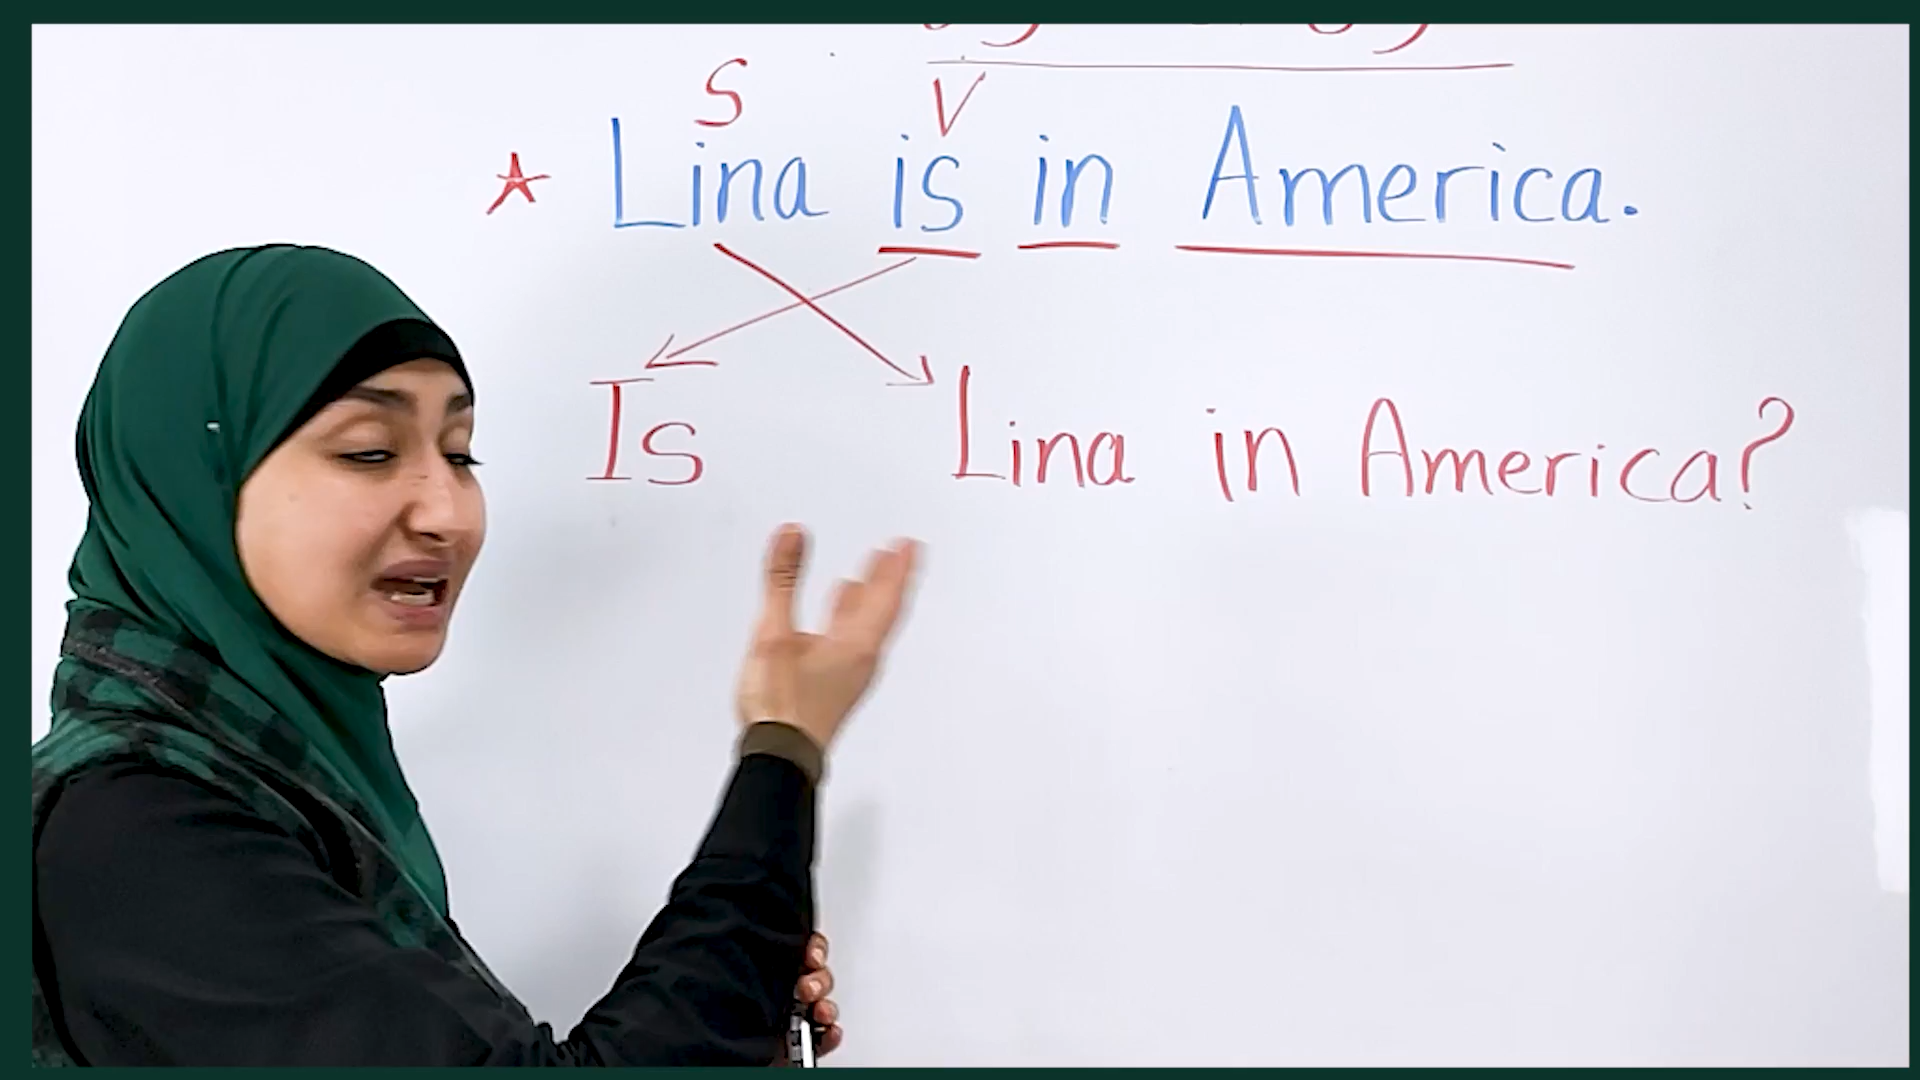 S V
★ Lina is in America.
Is Lina in America?